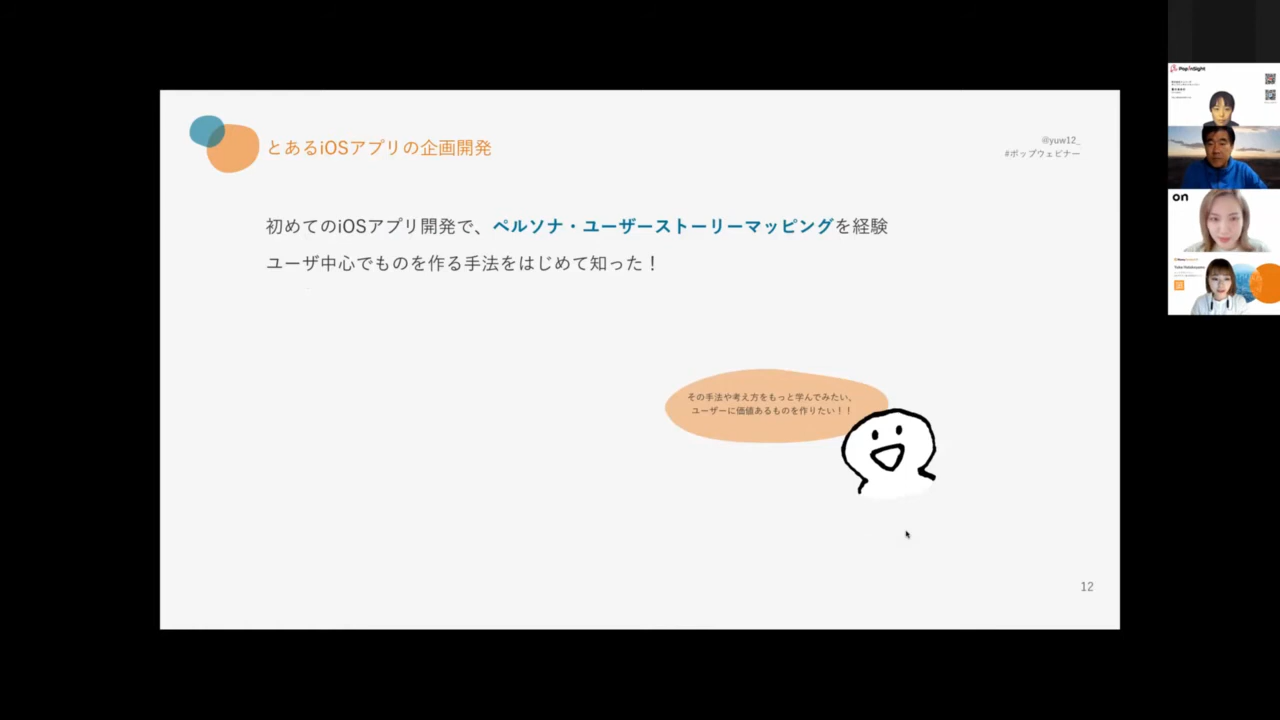 とあるiOSアプリの企画開発
@yuw12_
#ポップウェビナー
初めてのiOSアプリ開発で、ペルソナ・ユーザーストーリーマッピングを経験
ユーザ中心でものを作る手法をはじめて知った！
その手法や考え方をもっと学んでみたい、
ユーザーに価値あるものを作りたい！！
12
PopInsight
on